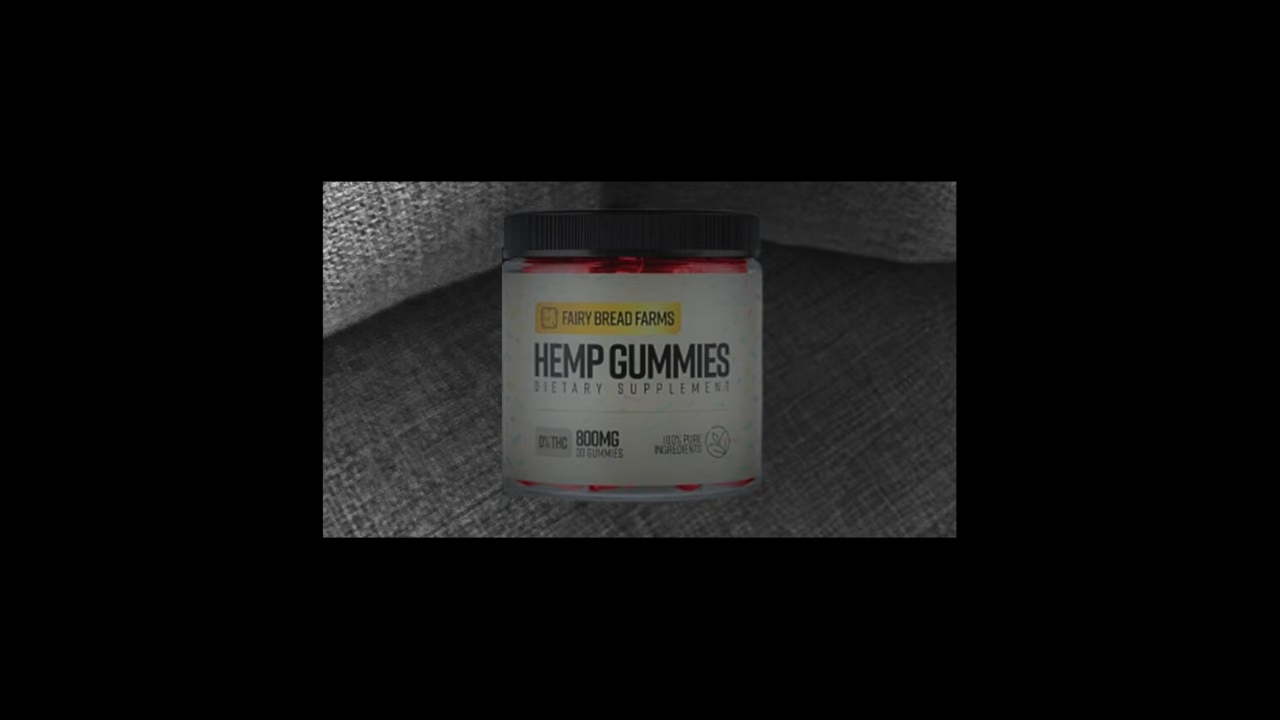 FAIRY BREAD FARMS
HEMP GUMMIES
DIETARY SUPPLEMENT
0% THC
800MG
30 GUMMIES
100% PURE
INGREDIENTS